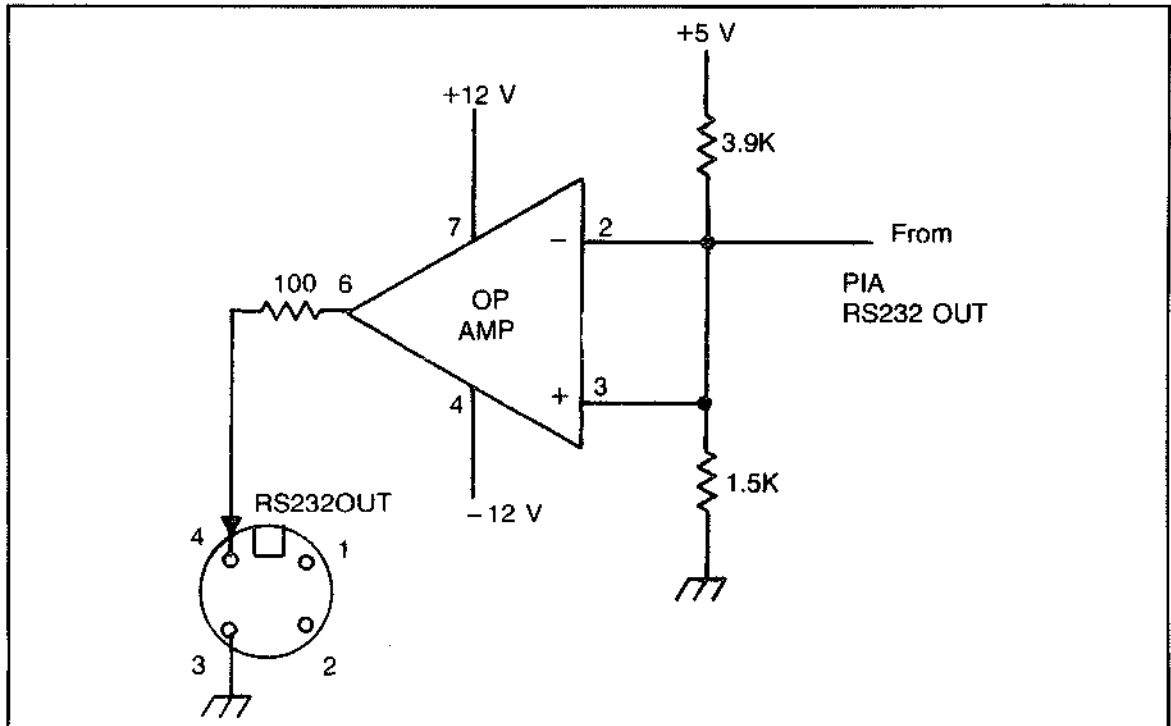 +5 V
+12 V
3.9K
7
−
2
From
100
6
OP
AMP
PIA
RS232 OUT
+
3
4
1.5K
−12 V
RS232OUT
4
1
3
2